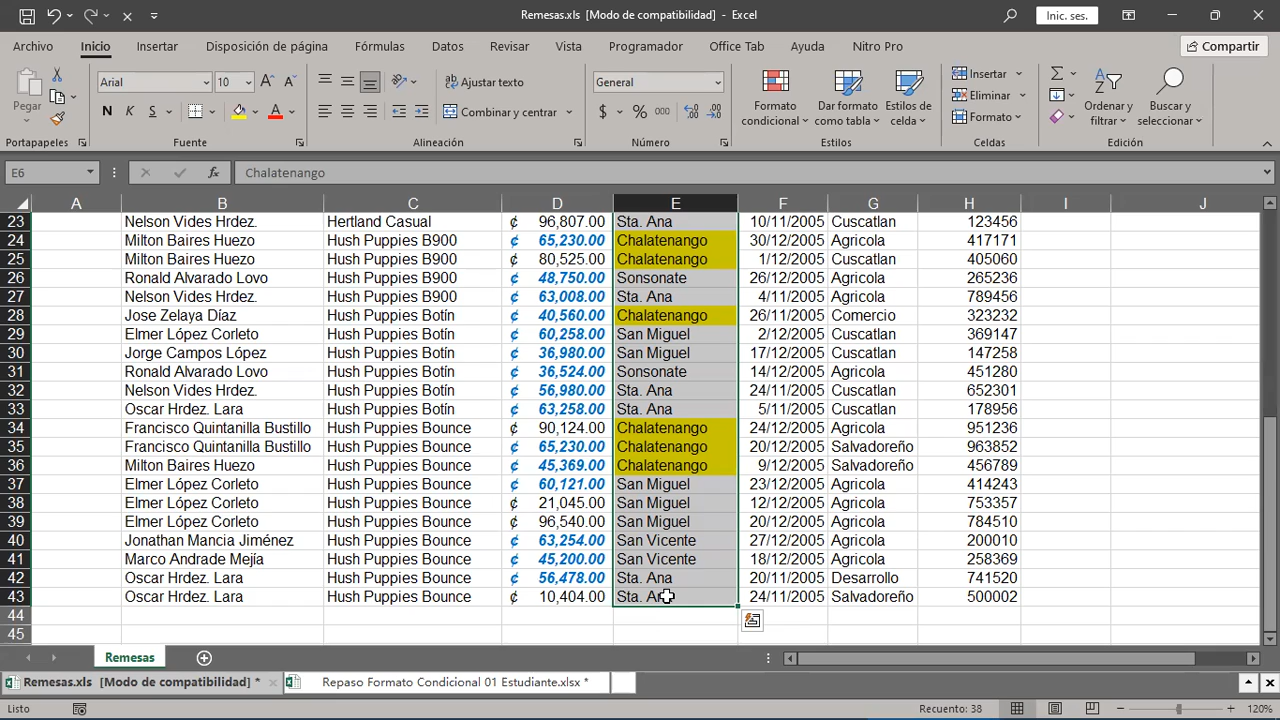 Remesas.xls [Modo de compatibilidad] - Excel
Inic. ses.
Archivo Inicio Insertar Disposición de página Fórmulas Datos Revisar Vista Programador Office Tab Ayuda Nitro Pro Compartir
Pegar
Arial 10
N K S
Ajustar texto
Combinar y centrar
General
$ % 000
Formato condicional
Dar formato como tabla
Estilos de celda
Insertar
Eliminar
Formato
Ordenar y filtrar
Buscar y seleccionar
Portapapeles Fuente Alineación Número Estilos Celdas Edición
E6 fx Chalatenango
A B C D E F G H I J
23 Nelson Vides Hrdez. Hertland Casual ₡ 96,807.00 Sta. Ana 10/11/2005 Cuscatlan 123456
24 Milton Baires Huezo Hush Puppies B900 ₡ 65,230.00 Chalatenango 30/12/2005 Agricola 417171
25 Milton Baires Huezo Hush Puppies B900 ₡ 80,525.00 Chalatenango 1/12/2005 Cuscatlan 405060
26 Ronald Alvarado Lovo Hush Puppies B900 ₡ 48,750.00 Sonsonate 26/12/2005 Agricola 265236
27 Nelson Vides Hrdez. Hush Puppies B900 ₡ 63,008.00 Sta. Ana 4/11/2005 Agricola 789456
28 Jose Zelaya Díaz Hush Puppies Botín ₡ 40,560.00 Chalatenango 26/11/2005 Comercio 323232
29 Elmer López Corleto Hush Puppies Botín ₡ 60,258.00 San Miguel 2/12/2005 Cuscatlan 369147
30 Jorge Campos López Hush Puppies Botín ₡ 36,980.00 San Miguel 17/12/2005 Cuscatlan 147258
31 Ronald Alvarado Lovo Hush Puppies Botín ₡ 36,524.00 Sonsonate 14/12/2005 Agricola 451280
32 Nelson Vides Hrdez. Hush Puppies Botín ₡ 56,980.00 Sta. Ana 24/11/2005 Cuscatlan 652301
33 Oscar Hrdez. Lara Hush Puppies Botín ₡ 63,258.00 Sta. Ana 5/11/2005 Cuscatlan 178956
34 Francisco Quintanilla Bustillo Hush Puppies Bounce ₡ 90,124.00 Chalatenango 24/12/2005 Agricola 951236
35 Francisco Quintanilla Bustillo Hush Puppies Bounce ₡ 65,230.00 Chalatenango 20/12/2005 Salvadoreño 963852
36 Milton Baires Huezo Hush Puppies Bounce ₡ 45,369.00 Chalatenango 9/12/2005 Salvadoreño 456789
37 Elmer López Corleto Hush Puppies Bounce ₡ 60,121.00 San Miguel 23/12/2005 Agricola 414243
38 Elmer López Corleto Hush Puppies Bounce ₡ 21,045.00 San Miguel 12/12/2005 Agricola 753357
39 Elmer López Corleto Hush Puppies Bounce ₡ 96,540.00 San Miguel 20/12/2005 Agricola 784510
40 Jonathan Mancia Jiménez Hush Puppies Bounce ₡ 63,254.00 San Vicente 27/12/2005 Agricola 200010
41 Marco Andrade Mejía Hush Puppies Bounce ₡ 45,200.00 San Vicente 18/12/2005 Agricola 258369
42 Oscar Hrdez. Lara Hush Puppies Bounce ₡ 56,478.00 Sta. Ana 20/11/2005 Desarrollo 741520
43 Oscar Hrdez. Lara Hush Puppies Bounce ₡ 10,404.00 Sta. Ana 24/11/2005 Salvadoreño 500002
44
45
Remesas
Remesas.xls [Modo de compatibilidad] * Repaso Formato Condicional 01 Estudiante.xlsx *
Listo Recuento: 38 120%